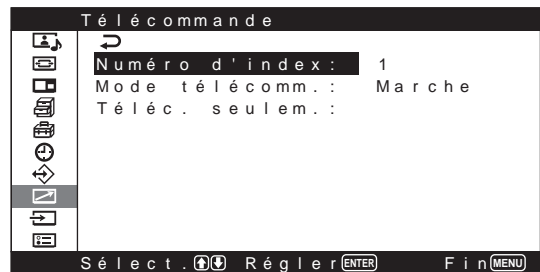 Télécommande
Numéro d'index: 1
Mode télécomm.: Marche
Téléc. seulem.:
Sélect. Régler ENTER Fin MENU